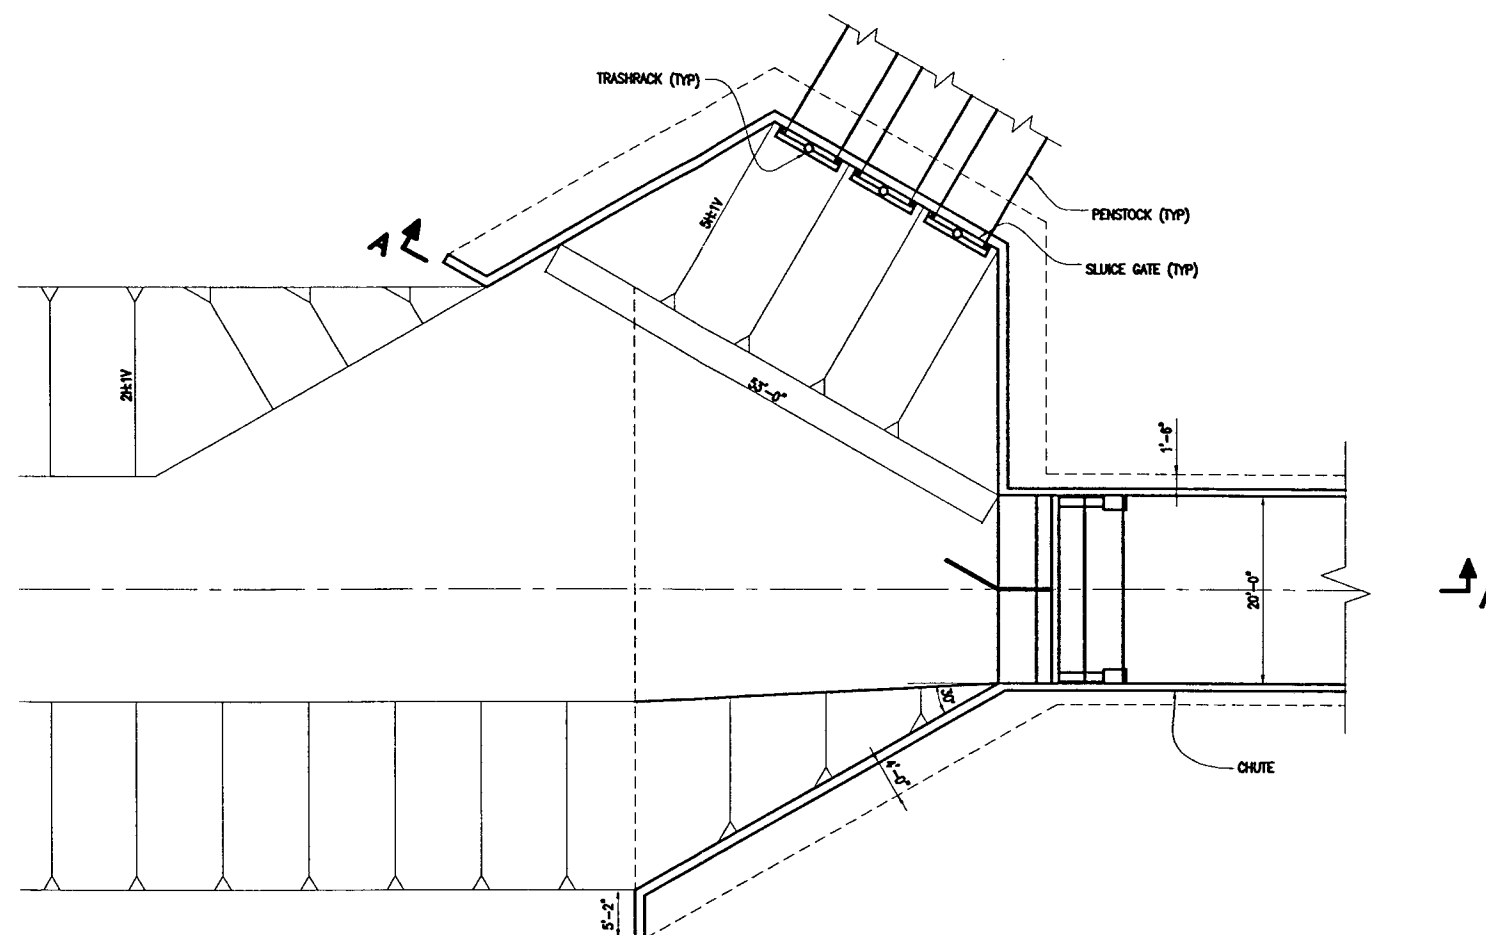 TRASHRACK (TYP)
PENSTOCK (TYP)
A
5H:1V
SLUICE GATE (TYP)
2H:1V
53'-0"
1'-6"
20'-0"
A
30°
4'-0"
CHUTE
5'-2"